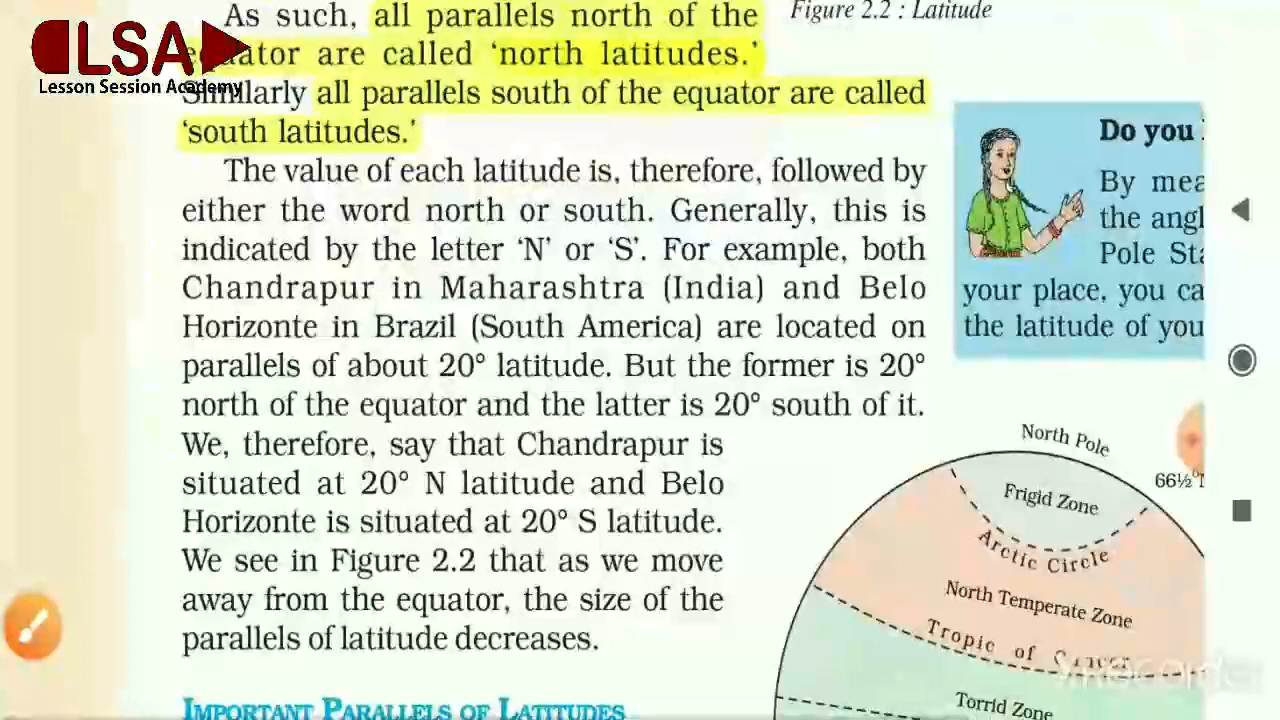 As such, all parallels north of the
equator are called ‘north latitudes.’
Similarly all parallels south of the equator are called
‘south latitudes.’
LSA
Lesson Session Academy
Figure 2.2 : Latitude
The value of each latitude is, therefore, followed by
either the word north or south. Generally, this is
indicated by the letter ‘N’ or ‘S’. For example, both
Chandrapur in Maharashtra (India) and Belo
Horizonte in Brazil (South America) are located on
parallels of about 20° latitude. But the former is 20°
north of the equator and the latter is 20° south of it.
We, therefore, say that Chandrapur is
situated at 20° N latitude and Belo
Horizonte is situated at 20° S latitude.
We see in Figure 2.2 that as we move
away from the equator, the size of the
parallels of latitude decreases.
IMPORTANT PARALLELS OF LATITUDES
Do you
By mea
the angl
Pole Sta
your place, you ca
the latitude of you
North Pole
66½°
Frigid Zone
Arctic Circle
North Temperate Zone
Tropic of Cancer
Torrid Zone